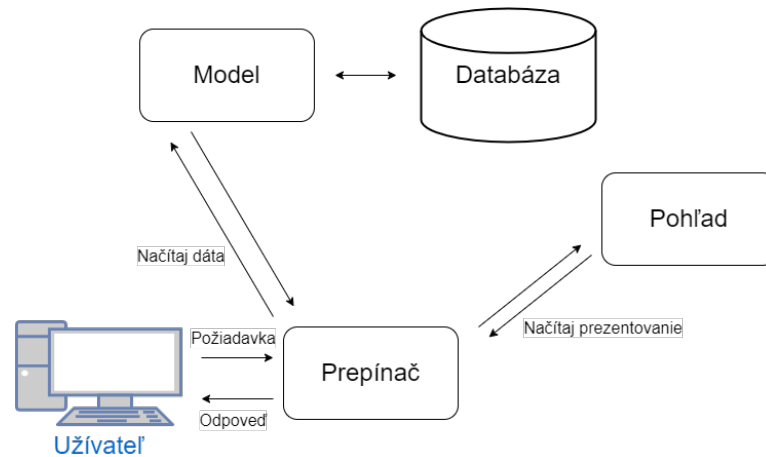 Model
Databáza
Pohľad
Načítaj dáta
Načítaj prezentovanie
Požiadavka
Prepínač
Odpoveď
Užívateľ